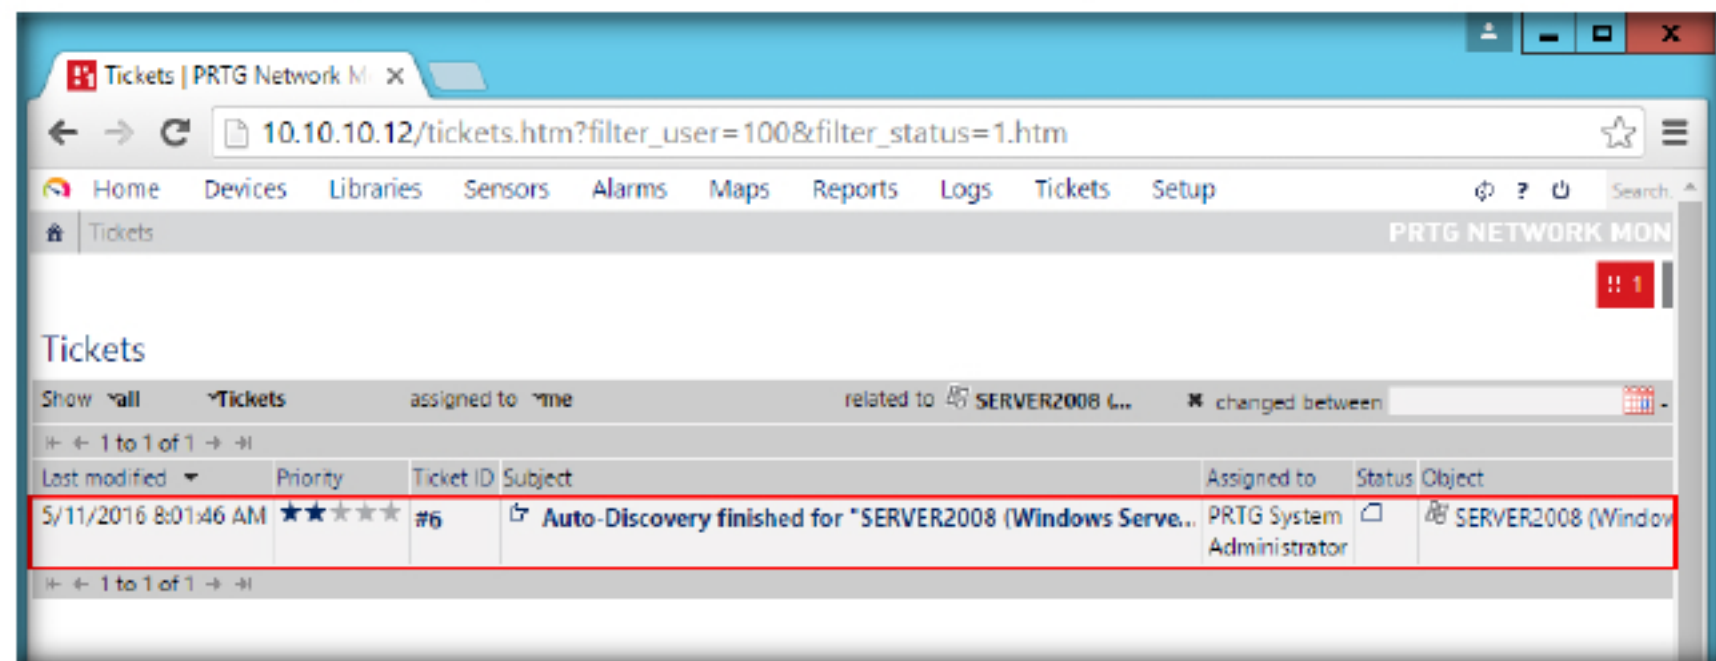 Tickets | PRTG Network M
10.10.10.12/tickets.htm?filter_user=100&filter_status=1.htm
Home Devices Libraries Sensors Alarms Maps Reports Logs Tickets Setup ? Search.
Tickets PRTG NETWORK MON
!! 1
Tickets
Show all Tickets assigned to me related to SERVER2008 (... changed between -
1 to 1 of 1
Last modified Priority Ticket ID Subject Assigned to Status Object
5/11/2016 8:01:46 AM #6 Auto-Discovery finished for "SERVER2008 (Windows Serve... PRTG System SERVER2008 (Window
Administrator
1 to 1 of 1